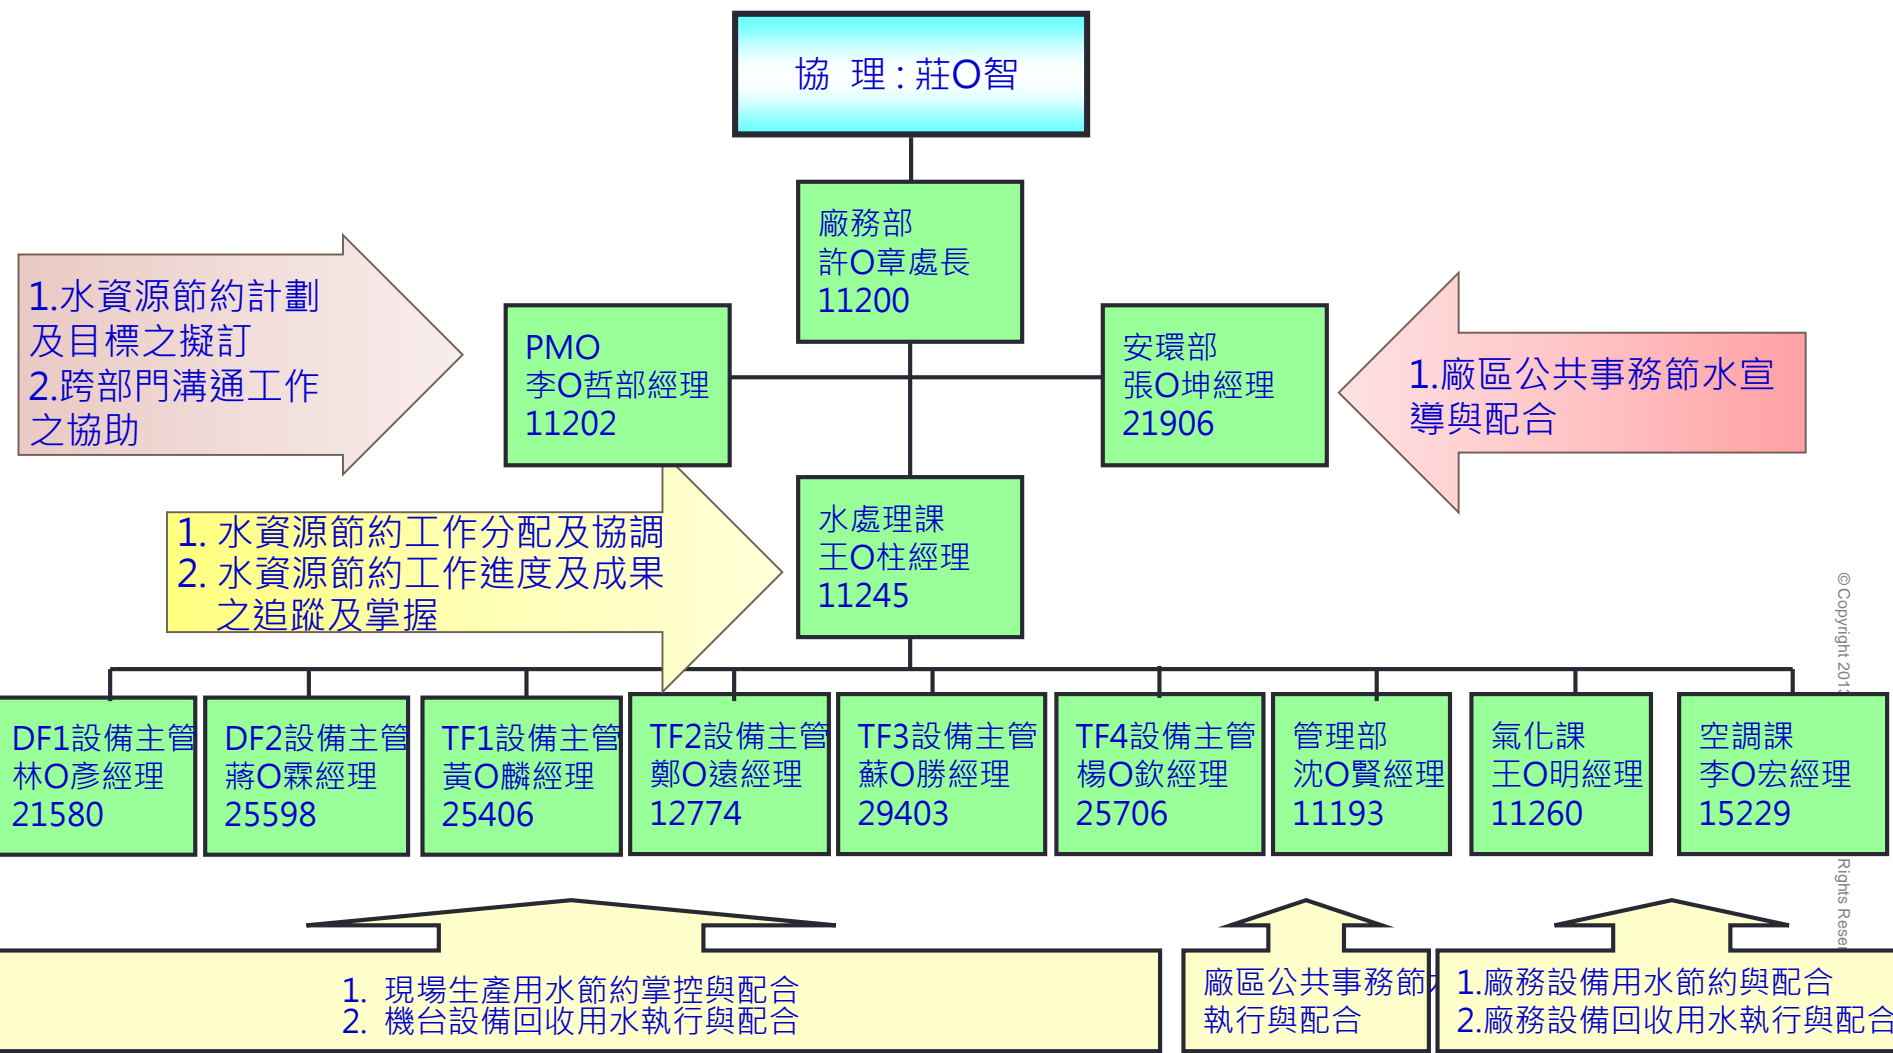 協 理 : 莊O智
廠務部
許O章處長
11200
1.水資源節約計劃
及目標之擬訂
2.跨部門溝通工作
之協助
PMO
李O哲部經理
11202
安環部
張O坤經理
21906
1.廠區公共事務節水宣
導與配合
1. 水資源節約工作分配及協調
2. 水資源節約工作進度及成果
之追蹤及掌握
水處理課
王O柱經理
11245
DF1設備主管
林O彥經理
21580
DF2設備主管
蔣O霖經理
25598
TF1設備主管
黃O麟經理
25406
TF2設備主管
鄭O遠經理
12774
TF3設備主管
蘇O勝經理
29403
TF4設備主管
楊O欽經理
25706
管理部
沈O賢經理
11193
氣化課
王O明經理
11260
空調課
李O宏經理
15229
1. 現場生產用水節約掌控與配合
2. 機台設備回收用水執行與配合
廠區公共事務節
執行與配合
1.廠務設備用水節約與配合
2.廠務設備回收用水執行與配合
©Copyright 2013
Rights